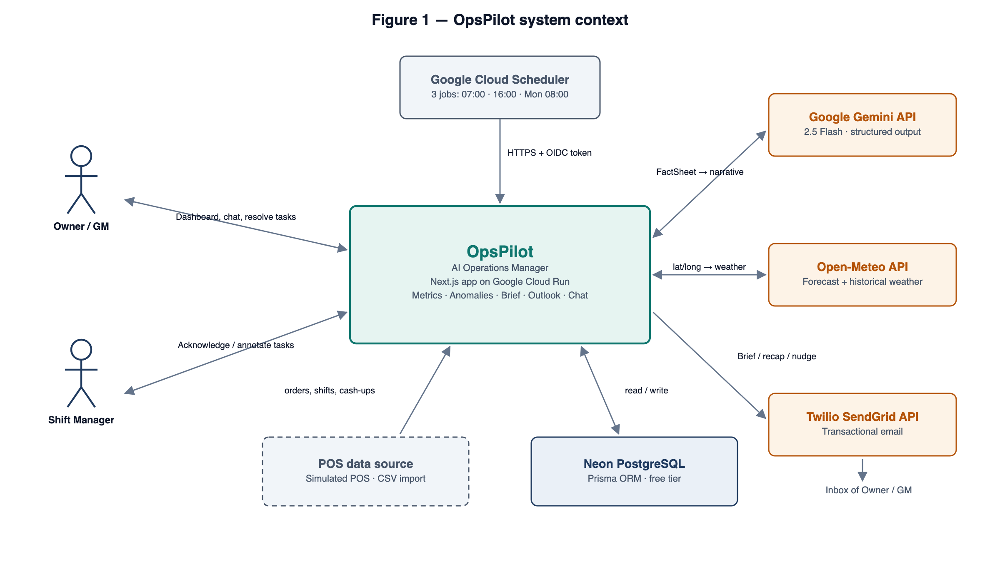 Figure 1 — OpsPilot system context
Google Cloud Scheduler
3 jobs: 07:00 · 16:00 · Mon 08:00
HTTPS + OIDC token
Google Gemini API
2.5 Flash · structured output
FactSheet → narrative
Owner / GM
Dashboard, chat, resolve tasks
OpsPilot
AI Operations Manager
Next.js app on Google Cloud Run
Metrics · Anomalies · Brief · Outlook · Chat
lat/long → weather
Open-Meteo API
Forecast + historical weather
Acknowledge / annotate tasks
Shift Manager
Brief / recap / nudge
orders, shifts, cash-ups
read / write
Twilio SendGrid API
Transactional email
POS data source
Simulated POS · CSV import
Neon PostgreSQL
Prisma ORM · free tier
Inbox of Owner / GM